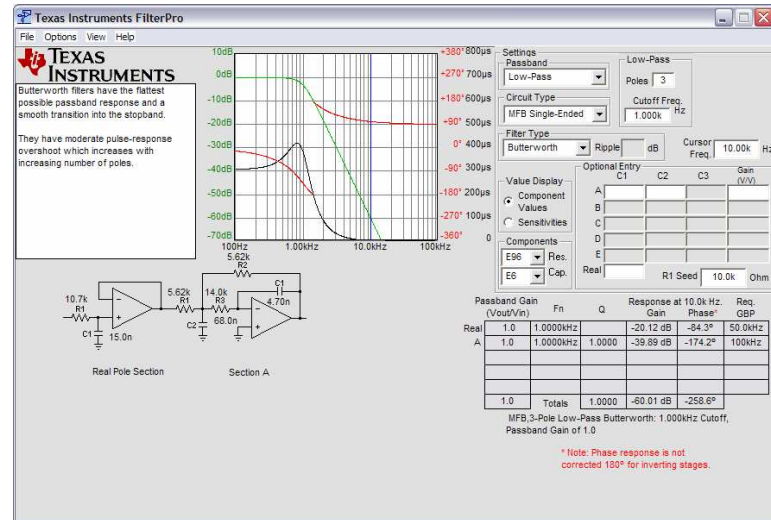 Texas Instruments FilterPro
File Options View Help
TEXAS
INSTRUMENTS
Butterworth filters have the flattest
possible passband response and a
smooth transition into the stopband.
They have moderate pulse-response
overshoot which increases with
increasing number of poles.
10dB
0dB
-10dB
-20dB
-30dB
-40dB
-50dB
-60dB
-70dB
100Hz 1.00kHz 10.0kHz 100kHz
+380° 800µs
+270° 700µs
+180° 600µs
+90° 500µs
0° 400µs
-90° 300µs
-180° 200µs
-270° 100µs
-360° 0
Settings
Passband
Low-Pass
Circuit Type
MFB Single-Ended
Filter Type
Butterworth
Ripple dB
Low-Pass
Poles 3
Cutoff Freq.
1.000k Hz
Cursor
Freq. 10.00k Hz
Value Display
Component
Values
Sensitivities
Components
E96 Res.
E6 Cap.
Optional Entry
C1 C2 C3 Gain
(V/V)
A
B
C
D
E
Real
R1 Seed 10.0k Ohm
5.62k
R2
10.7k
R1
C1
15.0n
5.62k
R1
14.0k
R3
C1
4.70n
C2
68.0n
Real Pole Section
Section A
Passband Gain
(Vout/Vin) Fn Q Response at 10.0k Hz.
Gain Phase* Req.
GBP
Real 1.0 1.0000kHz -20.12 dB -84.3° 50.0kHz
A 1.0 1.0000kHz 1.0000 -39.89 dB -174.2° 100kHz
1.0 Totals 1.0000 -60.01 dB -258.6°
MFB,3-Pole Low-Pass Butterworth: 1.000kHz Cutoff,
Passband Gain of 1.0
* Note: Phase response is not
corrected 180° for inverting stages.